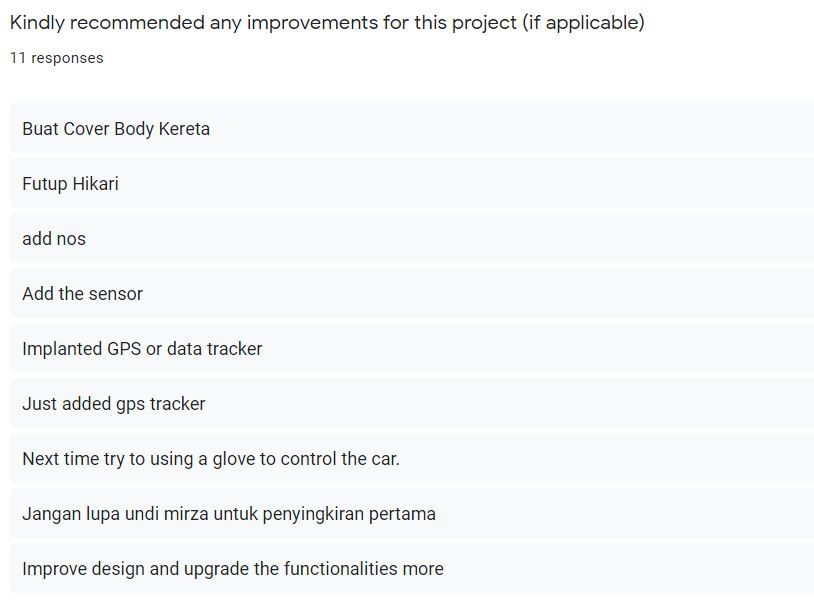 Kindly recommended any improvements for this project (if applicable)
11 responses
Buat Cover Body Kereta
Futup Hikari
add nos
Add the sensor
Implanted GPS or data tracker
Just added gps tracker
Next time try to using a glove to control the car.
Jangan lupa undi mirza untuk penyingkiran pertama
Improve design and upgrade the functionalities more